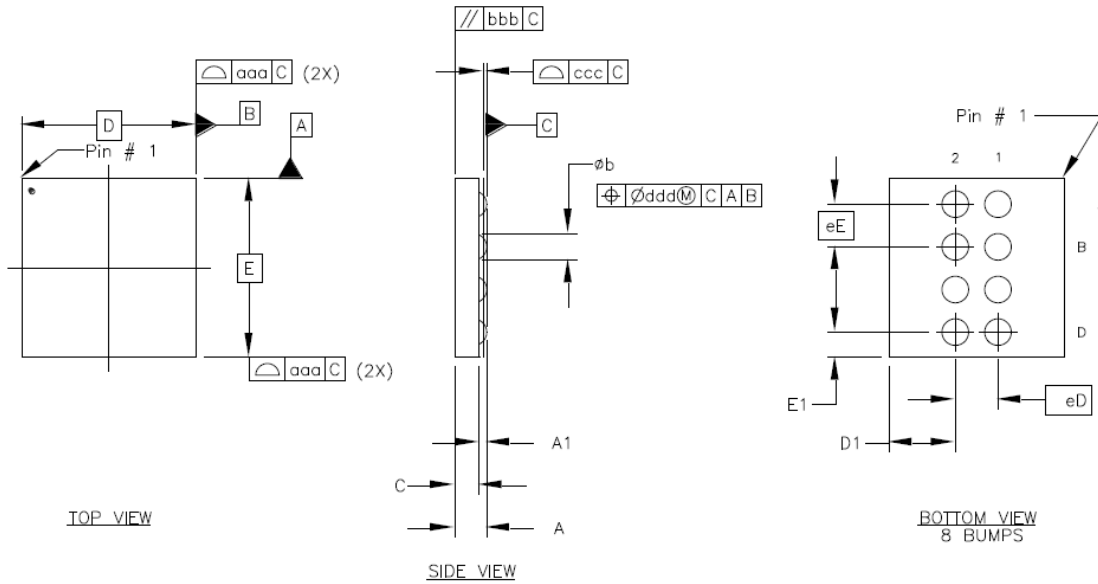 // bbb C
⌓ aaa C (2X)
⌓ ccc C
D
B
A
C
Pin # 1
Pin # 1
øb
2 1
⌖ Ødddⓜ C A B
eE
E
B
D
⌓ aaa C (2X)
E1
eD
D1
A1
C
A
TOP VIEW
BOTTOM VIEW
8 BUMPS
SIDE VIEW